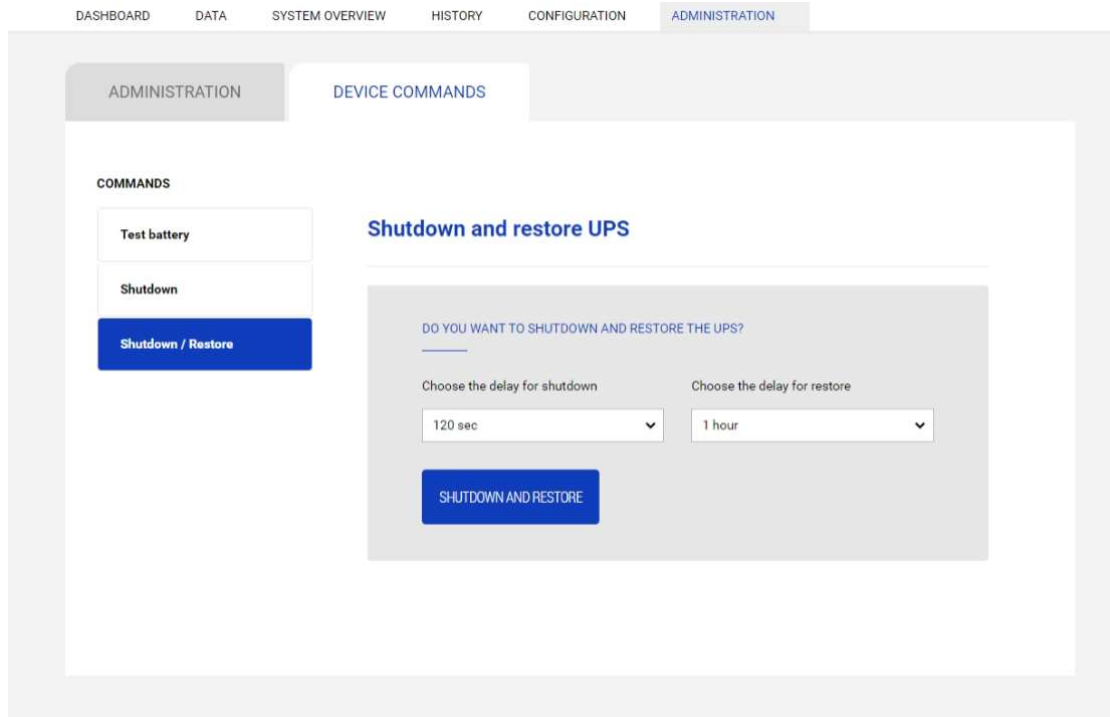 DASHBOARD DATA SYSTEM OVERVIEW HISTORY CONFIGURATION ADMINISTRATION
ADMINISTRATION DEVICE COMMANDS
COMMANDS
Test battery
Shutdown
Shutdown / Restore
Shutdown and restore UPS
DO YOU WANT TO SHUTDOWN AND RESTORE THE UPS?
Choose the delay for shutdown Choose the delay for restore
120 sec 1 hour
SHUTDOWN AND RESTORE